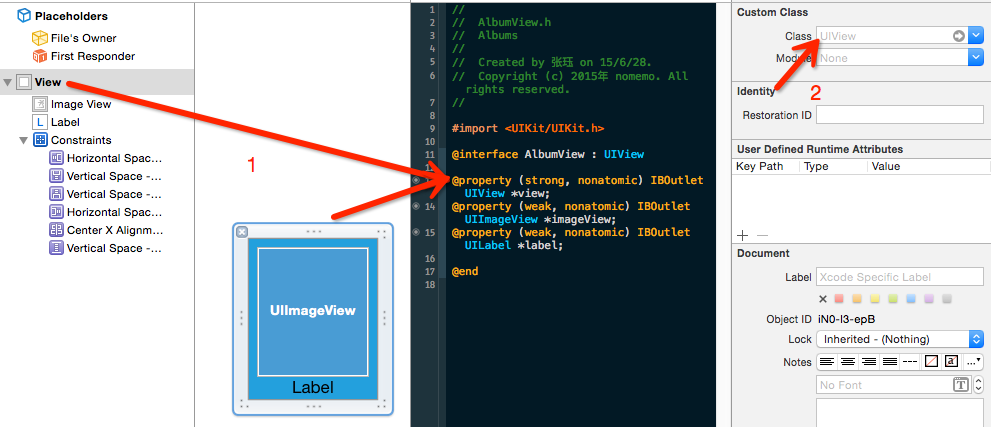 Placeholders
File's Owner
First Responder
View
Image View
Label
Constraints
Horizontal Spac...
Vertical Space -...
Vertical Space -...
Horizontal Spac...
Center X Alignm...
Vertical Space -...
1
UIImageView
Label
1 //
2 // AlbumView.h
3 // Albums
4 //
5 // Created by 张珏 on 15/6/28.
6 // Copyright (c) 2015年 nomemo. All
rights reserved.
7 //
8
9 #import <UIKit/UIKit.h>
10
11 @interface AlbumView : UIView
12
@property (strong, nonatomic) IBOutlet
UIView *view;
14 @property (weak, nonatomic) IBOutlet
UIImageView *imageView;
15 @property (weak, nonatomic) IBOutlet
UILabel *label;
16
17 @end
18
Custom Class
Class UIView
Module None
2
Identity
Restoration ID
User Defined Runtime Attributes
Key Path Type Value
Document
Label Xcode Specific Label
Object ID iN0-I3-epB
Lock Inherited - (Nothing)
Notes
No Font